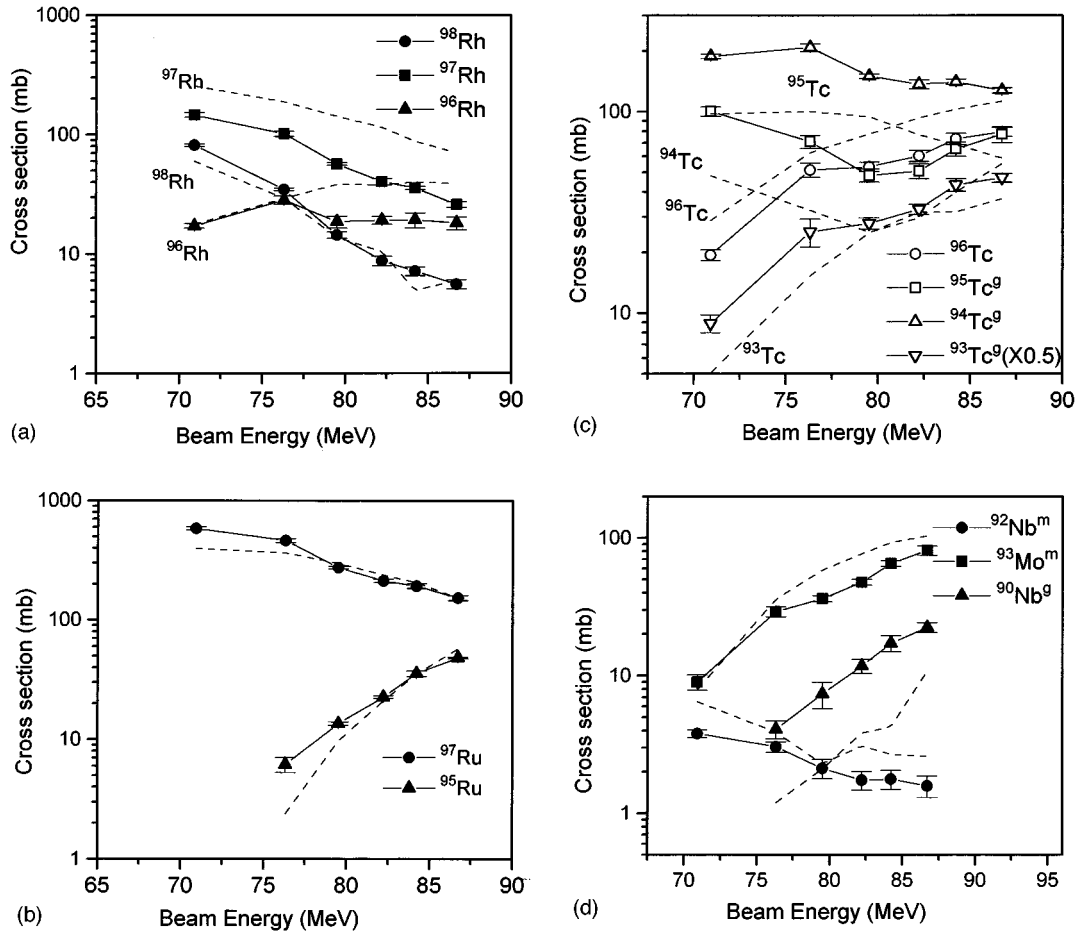 1000
100
10
1
Cross section (mb)
⁹⁸Rh
⁹⁷Rh
⁹⁶Rh
⁹⁷Rh
⁹⁸Rh
⁹⁶Rh
65 70 75 80 85 90
Beam Energy (MeV)
(a)
100
10
Cross section (mb)
⁹⁵Tc
⁹⁴Tc
⁹⁶Tc
⁹³Tc
⁹⁶Tc
⁹⁵Tcᵍ
⁹⁴Tcᵍ
⁹³Tcᵍ(X0.5)
70 75 80 85 90
Beam Energy (MeV)
(c)
1000
100
10
1
Cross section (mb)
⁹⁷Ru
⁹⁵Ru
65 70 75 80 85 90
Beam Energy (MeV)
(b)
100
10
1
Cross section (mb)
⁹²Nbᵐ
⁹³Moᵐ
⁹⁰Nbᵍ
70 75 80 85 90 95
Beam Energy (MeV)
(d)